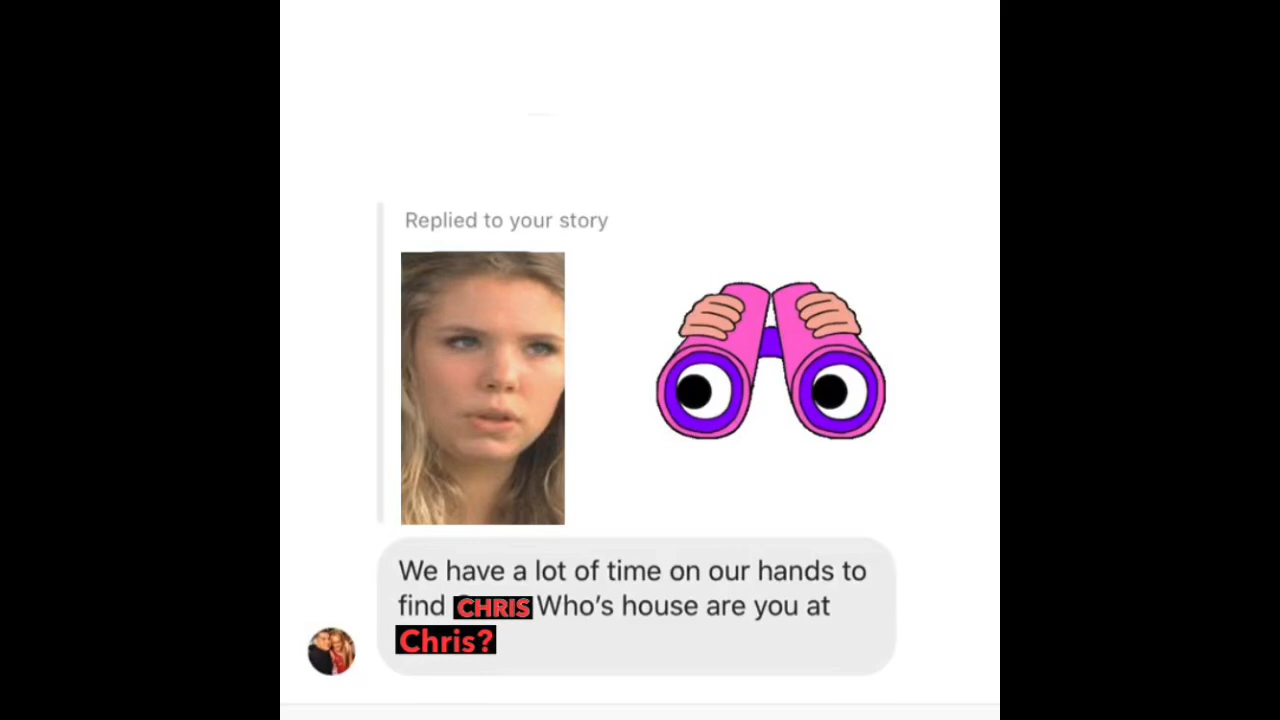 Replied to your story
We have a lot of time on our hands to
find CHRIS Who's house are you at
Chris?